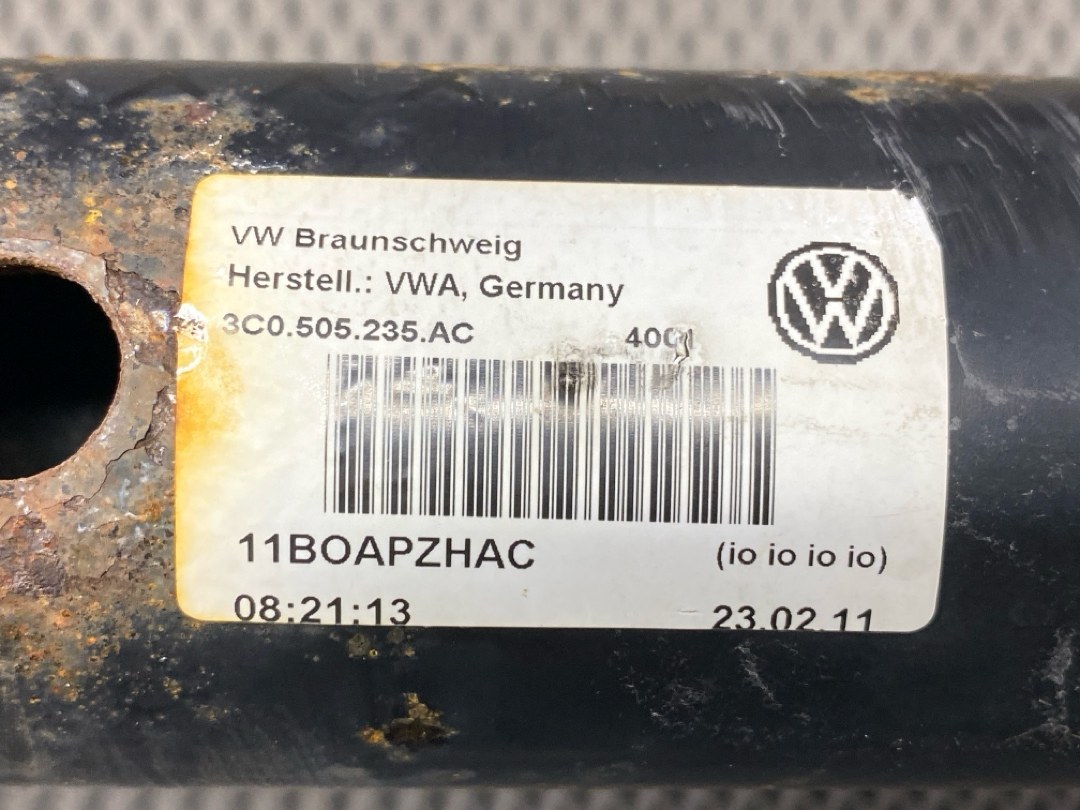 VW Braunschweig
Herstell.: VWA, Germany
3C0.505.235.AC
11BOAPZHAC (io io io io)
08:21:13 23.02.11